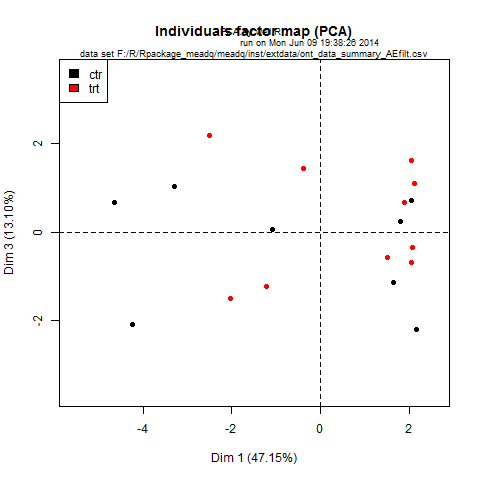 Individuals factor map (PCA)
run on Mon Jun 09 19:38:26 2014
data set F:/R/Rpackage_meadq/meadq/inst/extdata/ont_data_summary_AEfilt.csv
ctr
trt
2
0
-2
Dim 3 (13.10%)
-4
-2
0
2
Dim 1 (47.15%)